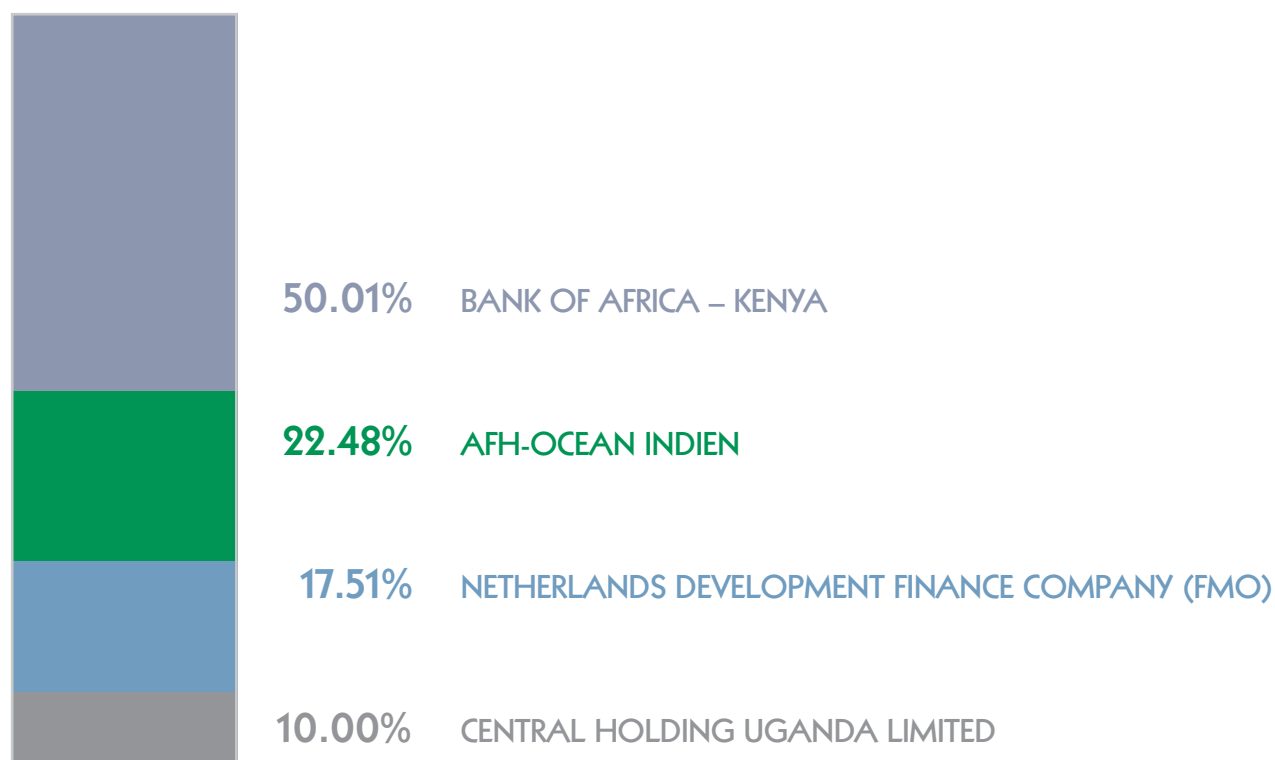 50.01% BANK OF AFRICA – KENYA
22.48% AFH-OCEAN INDIEN
17.51% NETHERLANDS DEVELOPMENT FINANCE COMPANY (FMO)
10.00% CENTRAL HOLDING UGANDA LIMITED